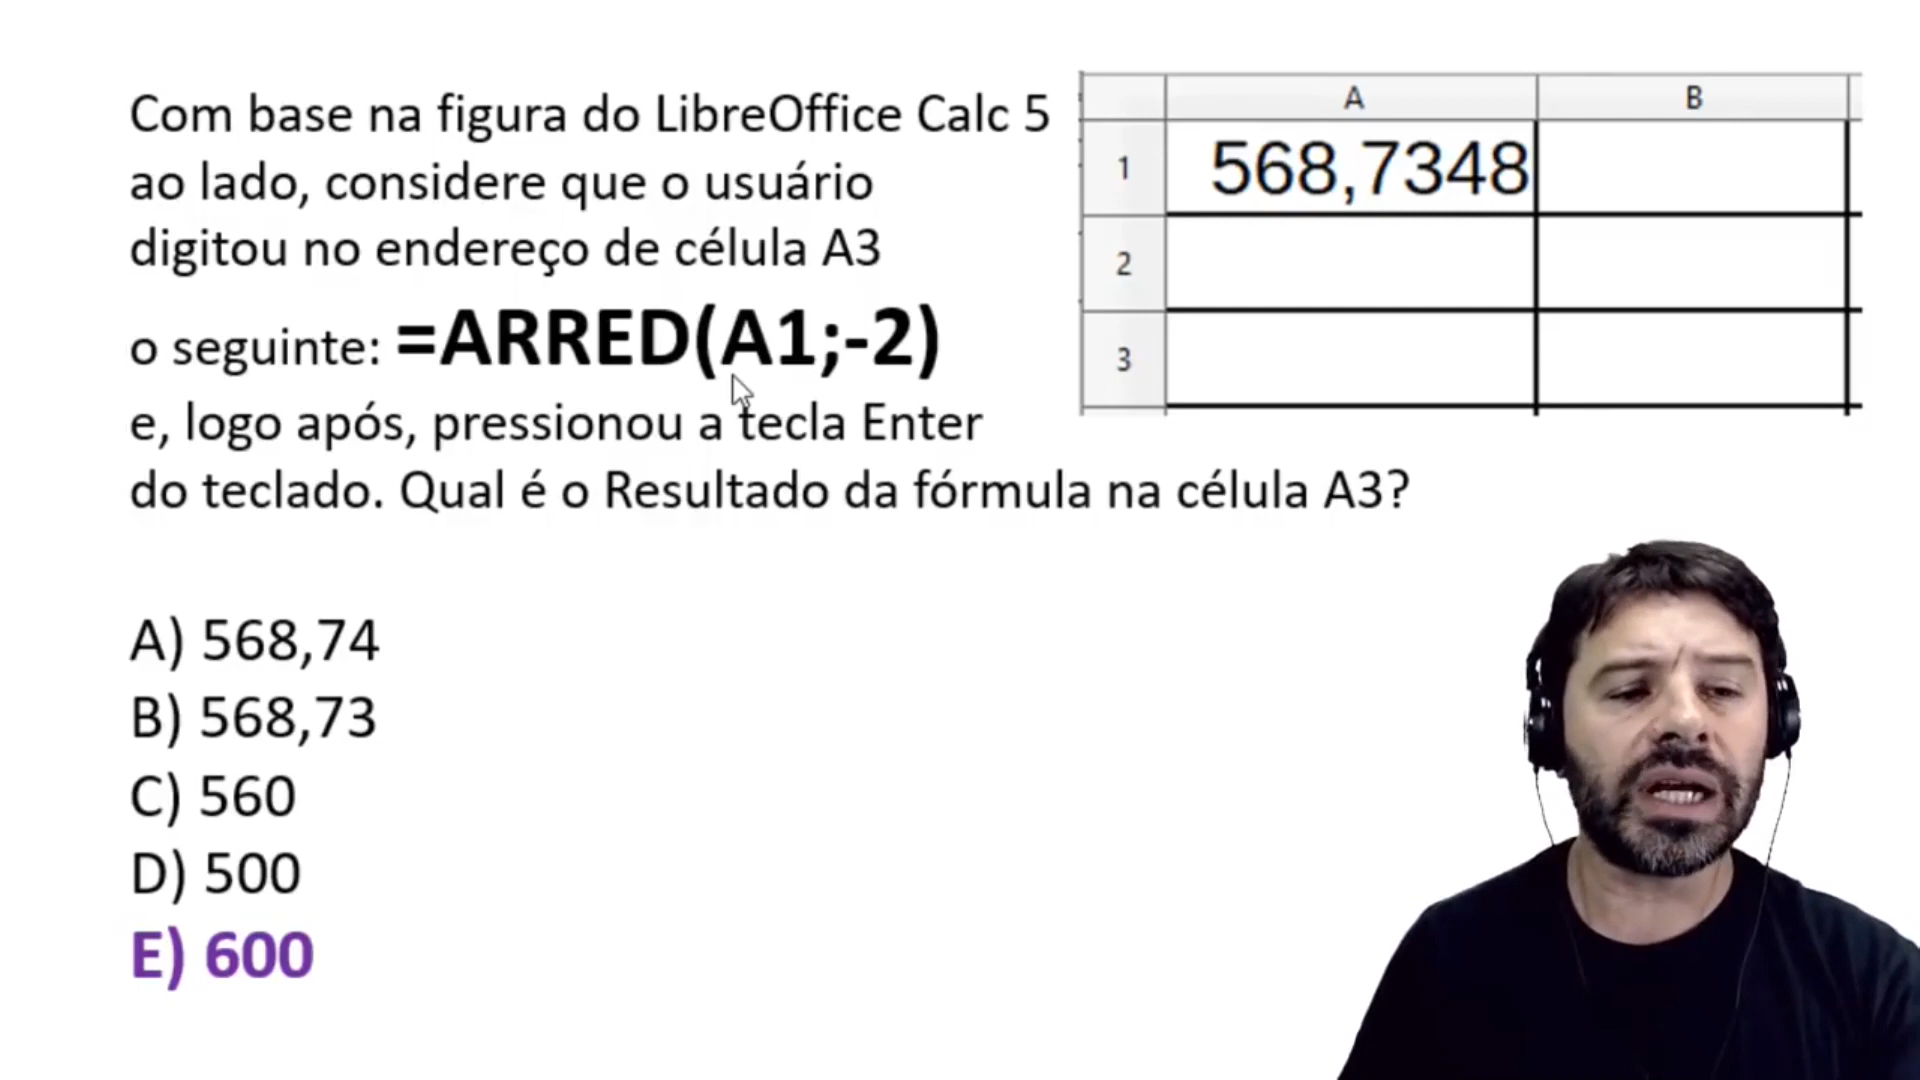 Com base na figura do LibreOffice Calc 5
ao lado, considere que o usuário
digitou no endereço de célula A3
o seguinte: =ARRED(A1;-2)
e, logo após, pressionou a tecla Enter
do teclado. Qual é o Resultado da fórmula na célula A3?
A B
1 568,7348
2
3
A) 568,74
B) 568,73
C) 560
D) 500
E) 600